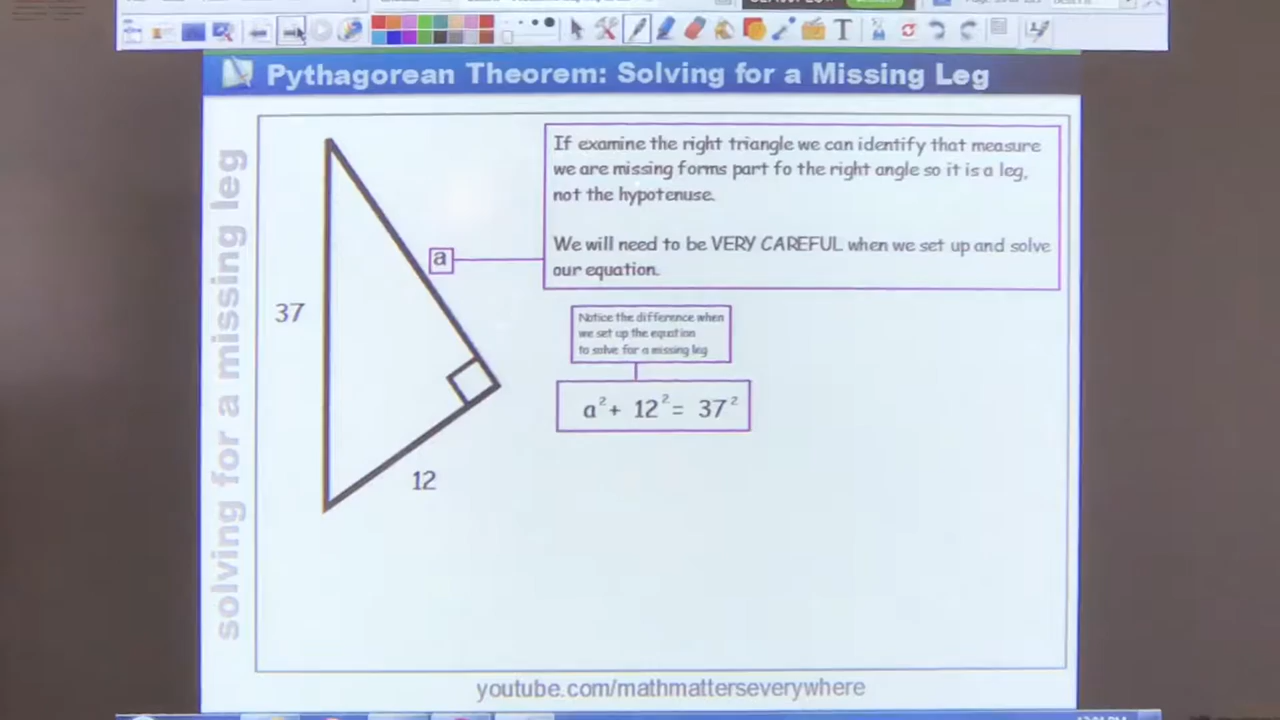 Pythagorean Theorem: Solving for a Missing Leg
solving for a missing leg
If examine the right triangle we can identify that measure
we are missing forms part fo the right angle so it is a leg,
not the hypotenuse.
We will need to be VERY CAREFUL when we set up and solve
our equation.
a
37
12
Notice the difference when
we set up the equation
to solve for a missing leg
a²+ 12²= 37²
youtube.com/mathmatterseverywhere